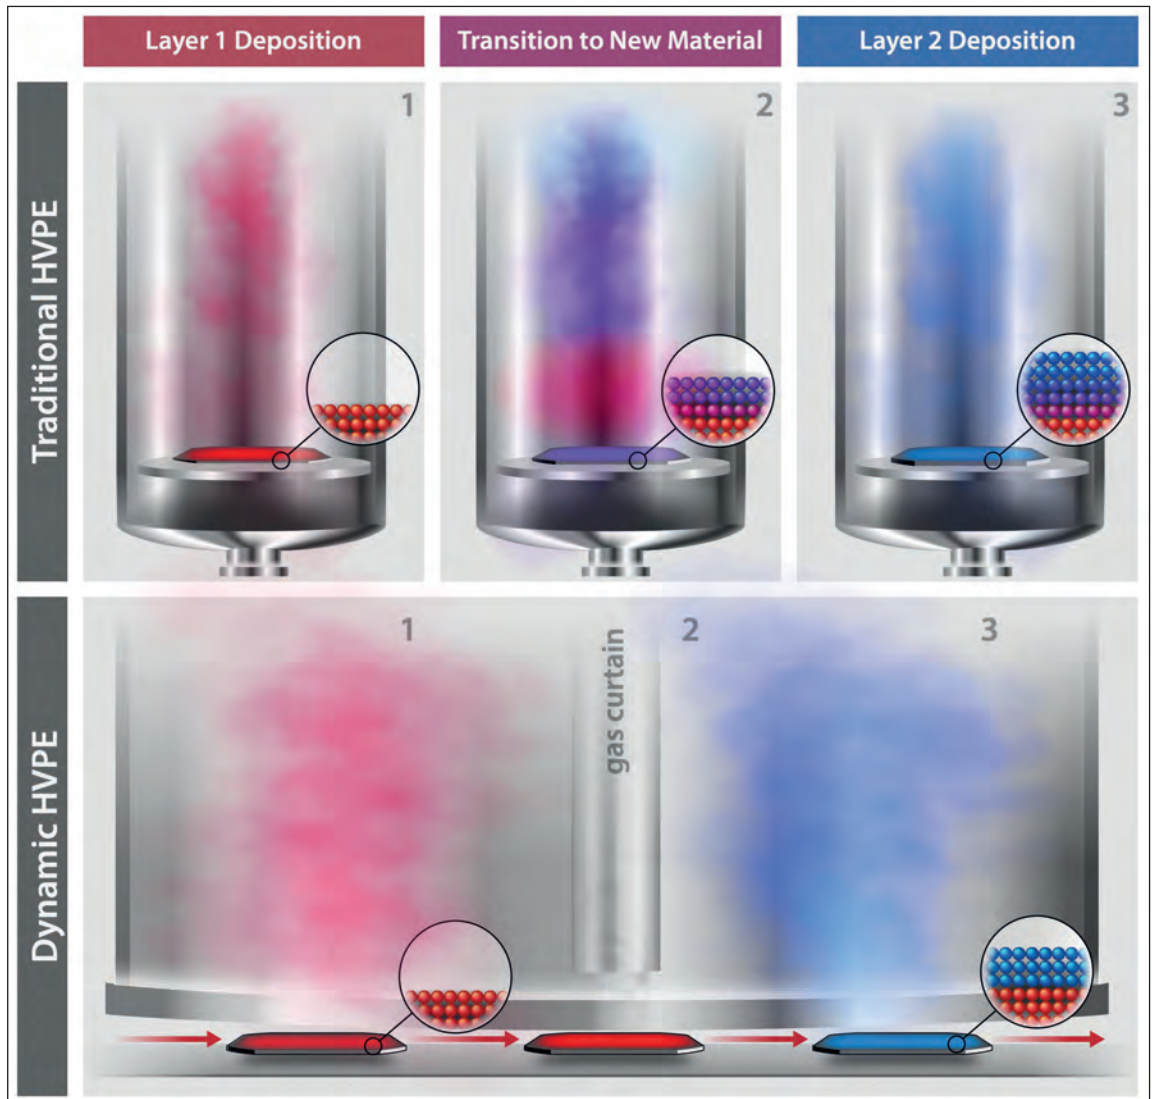 Layer 1 Deposition
Transition to New Material
Layer 2 Deposition
Traditional HVPE
1
2
3
Dynamic HVPE
1
gas curtain
2
3